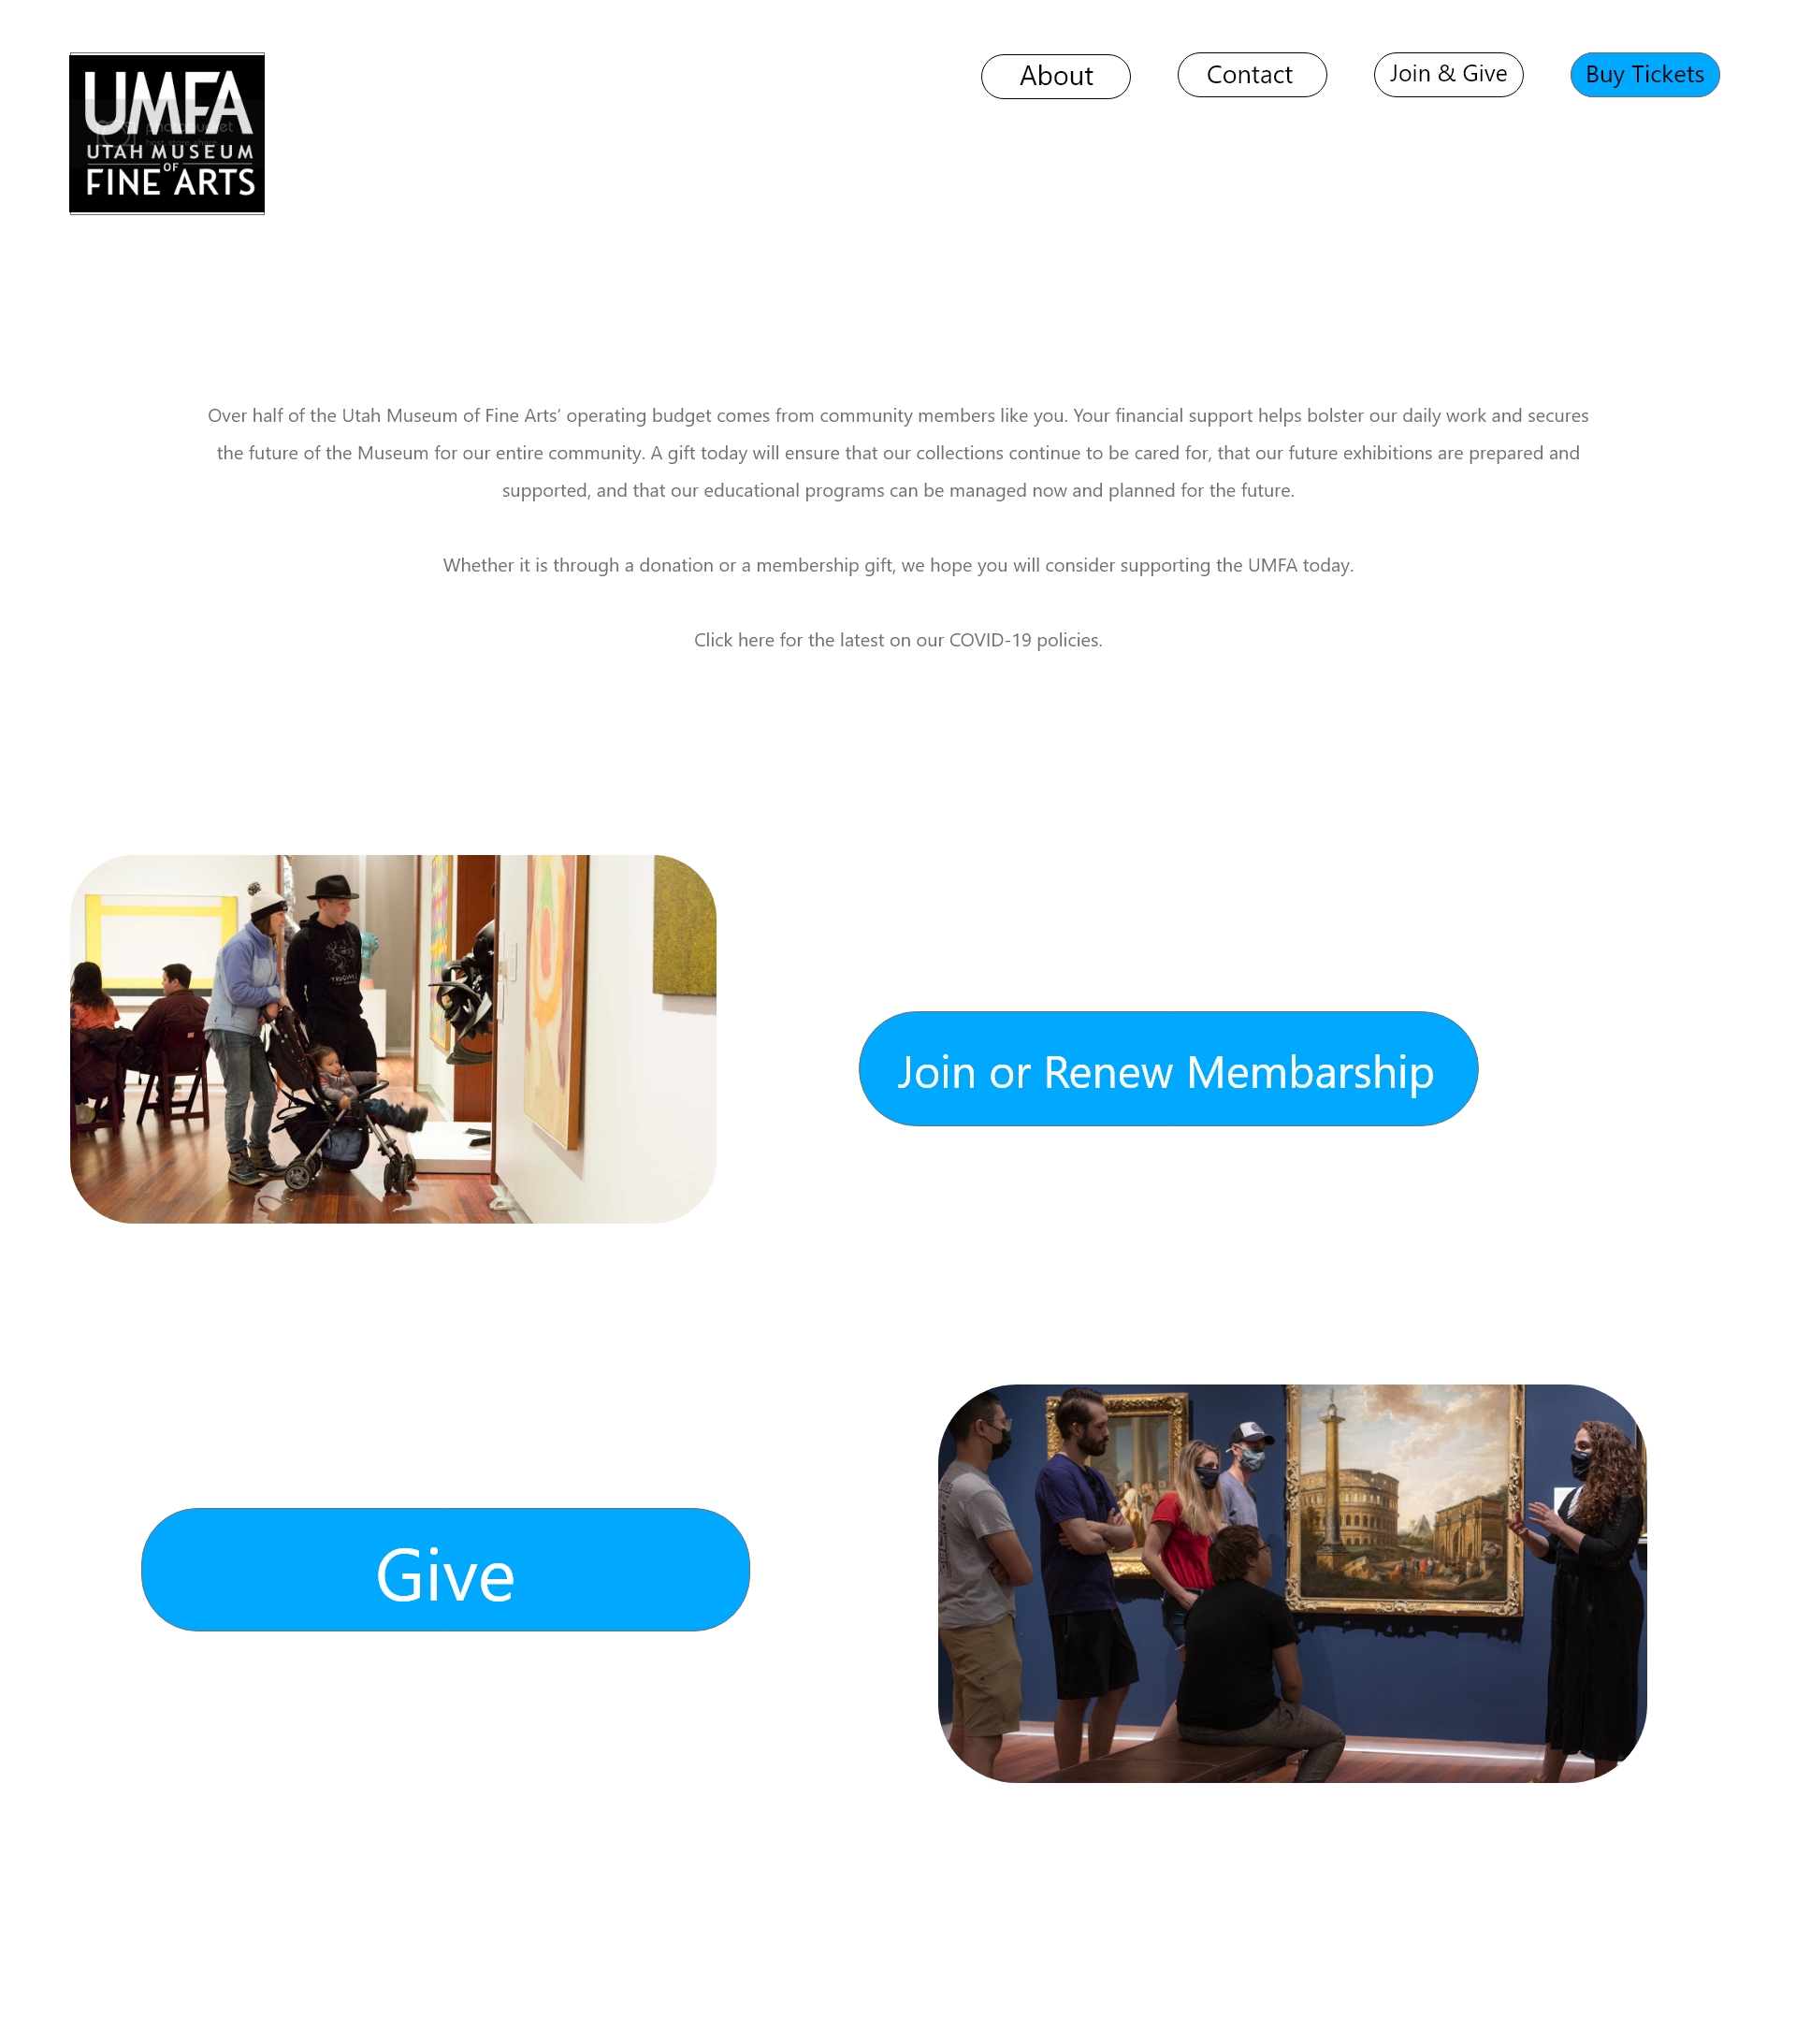 UMFA
UTAH MUSEUM
OF
FINE ARTS
About
Contact
Join & Give
Buy Tickets
Over half of the Utah Museum of Fine Arts’ operating budget comes from community members like you. Your financial support helps bolster our daily work and secures
the future of the Museum for our entire community. A gift today will ensure that our collections continue to be cared for, that our future exhibitions are prepared and
supported, and that our educational programs can be managed now and planned for the future.
Whether it is through a donation or a membership gift, we hope you will consider supporting the UMFA today.
Click here for the latest on our COVID-19 policies.
Join or Renew Membarship
Give